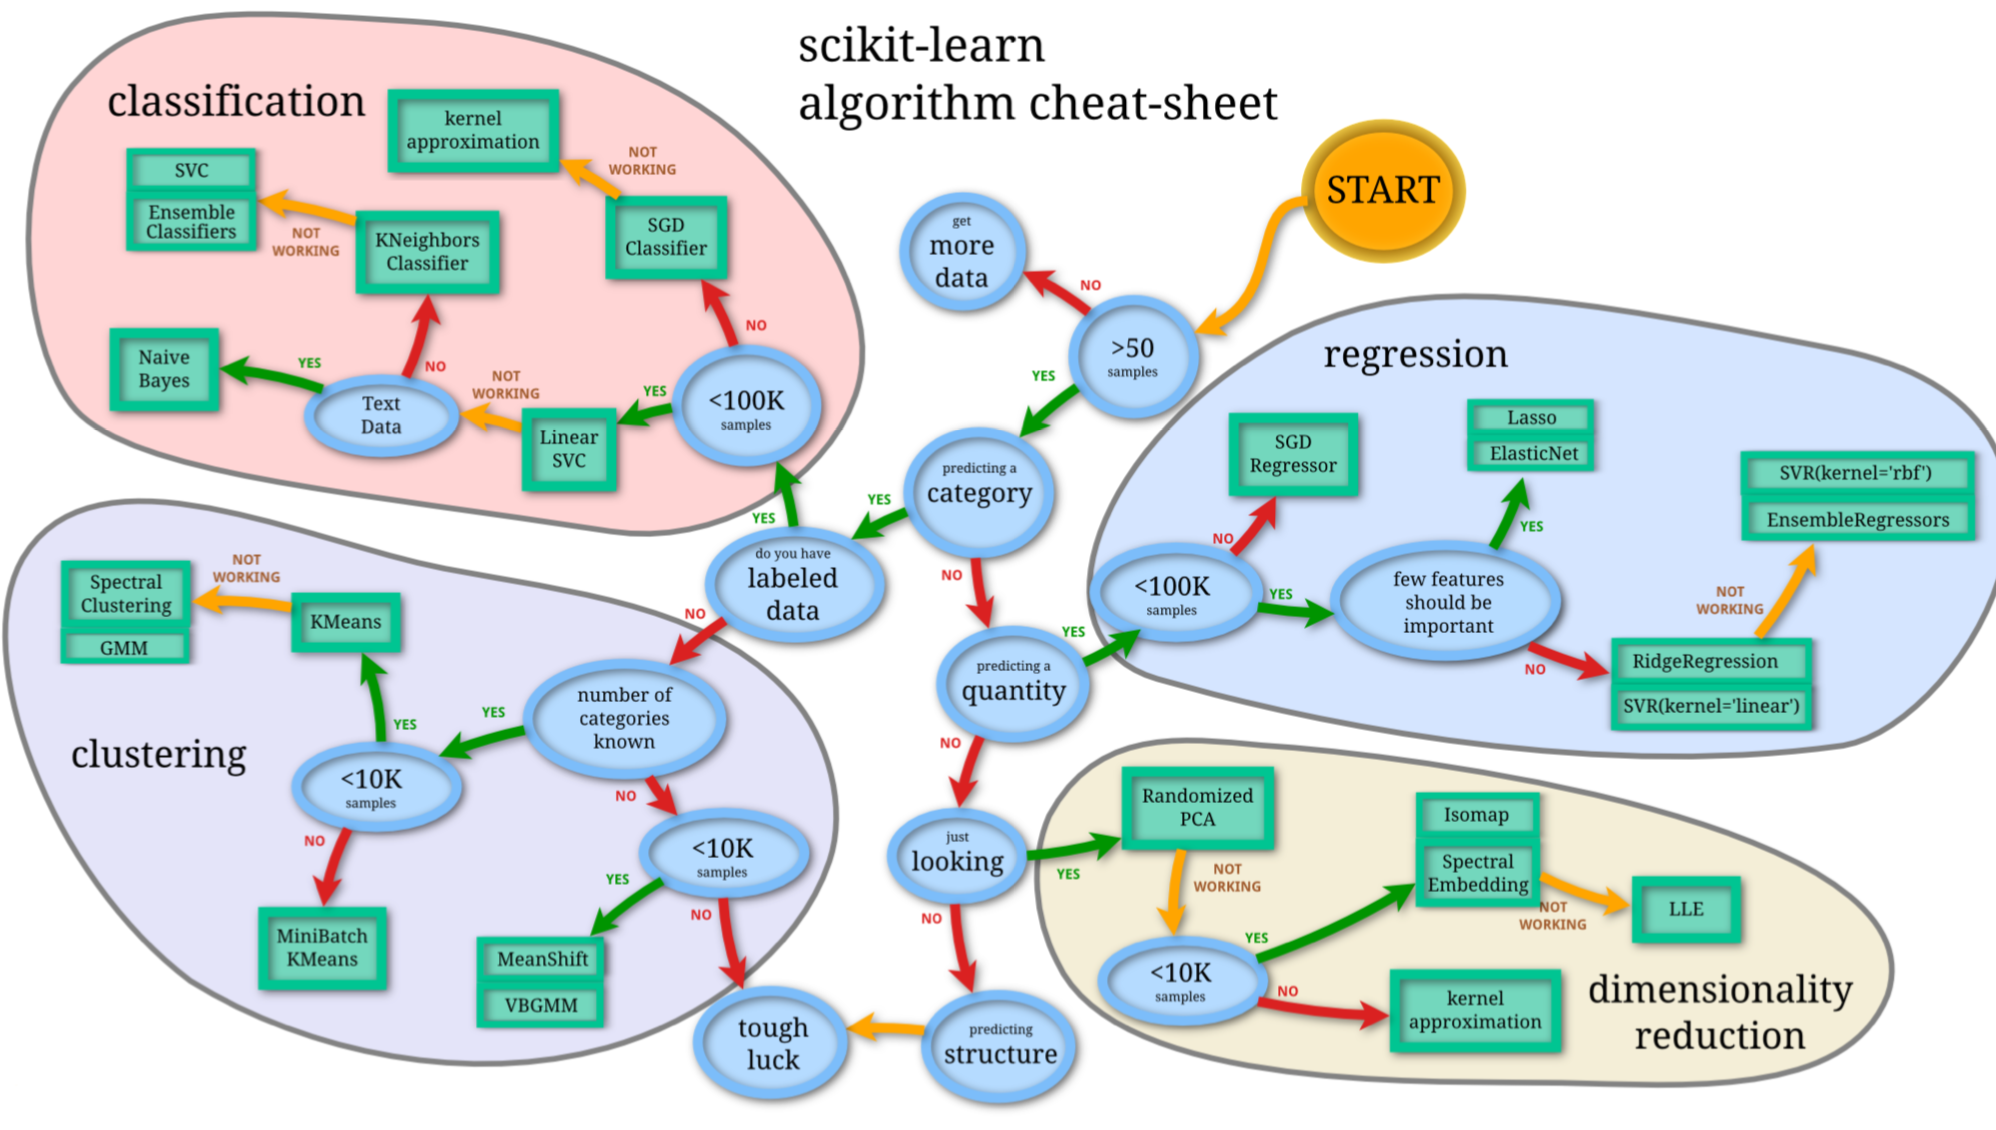 scikit-learn
algorithm cheat-sheet
START
get
more
data
NO
>50
samples
YES
predicting a
category
YES
NO
do you have
labeled
data
YES
NO
predicting a
quantity
YES
NO
just
looking
YES
NO
predicting
structure
tough
luck
classification
kernel
approximation
NOT
WORKING
SGD
Classifier
NO
<100K
samples
YES
Linear
SVC
NOT
WORKING
Text
Data
YES
Naive
Bayes
NO
KNeighbors
Classifier
NOT
WORKING
SVC
Ensemble
Classifiers
clustering
number of
categories
known
YES
NO
<10K
samples
YES
KMeans
NOT
WORKING
Spectral
Clustering
GMM
NO
MiniBatch
KMeans
<10K
samples
YES
MeanShift
VBGMM
NO
regression
<100K
samples
NO
SGD
Regressor
YES
few features
should be
important
YES
Lasso
ElasticNet
NO
RidgeRegression
SVR(kernel='linear')
NOT
WORKING
SVR(kernel='rbf')
EnsembleRegressors
dimensionality
reduction
Randomized
PCA
NOT
WORKING
<10K
samples
YES
Isomap
Spectral
Embedding
NOT
WORKING
LLE
NO
kernel
approximation